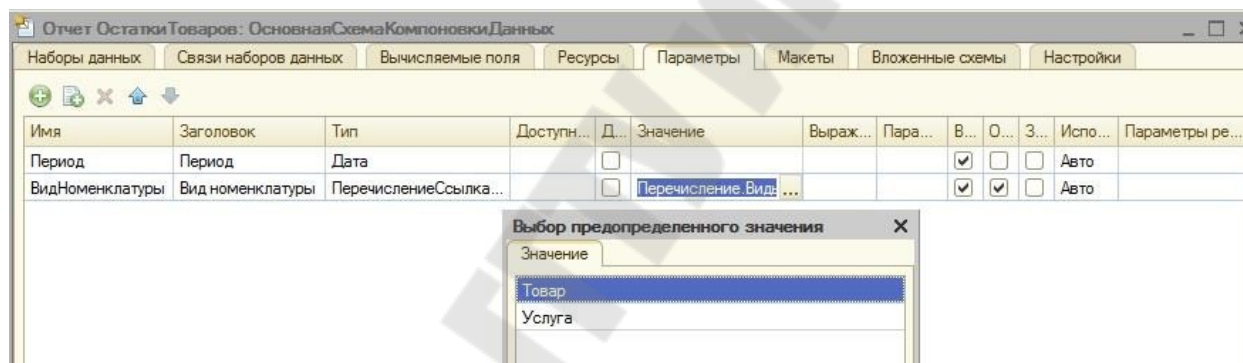 Отчет ОстаткиТоваров: ОсновнаяСхемаКомпоновкиДанных
Наборы данных Связи наборов данных Вычисляемые поля Ресурсы Параметры Макеты Вложенные схемы Настройки
Имя Заголовок Тип Доступн... Д... Значение Выраж... Пара... В... О... З... Испо... Параметры ре...
Период Период Дата Авто
ВидНоменклатуры Вид номенклатуры ПеречислениеСсылка... Перечисление.Виды ... Авто
Выбор предопределенного значения
Значение
Товар
Услуга